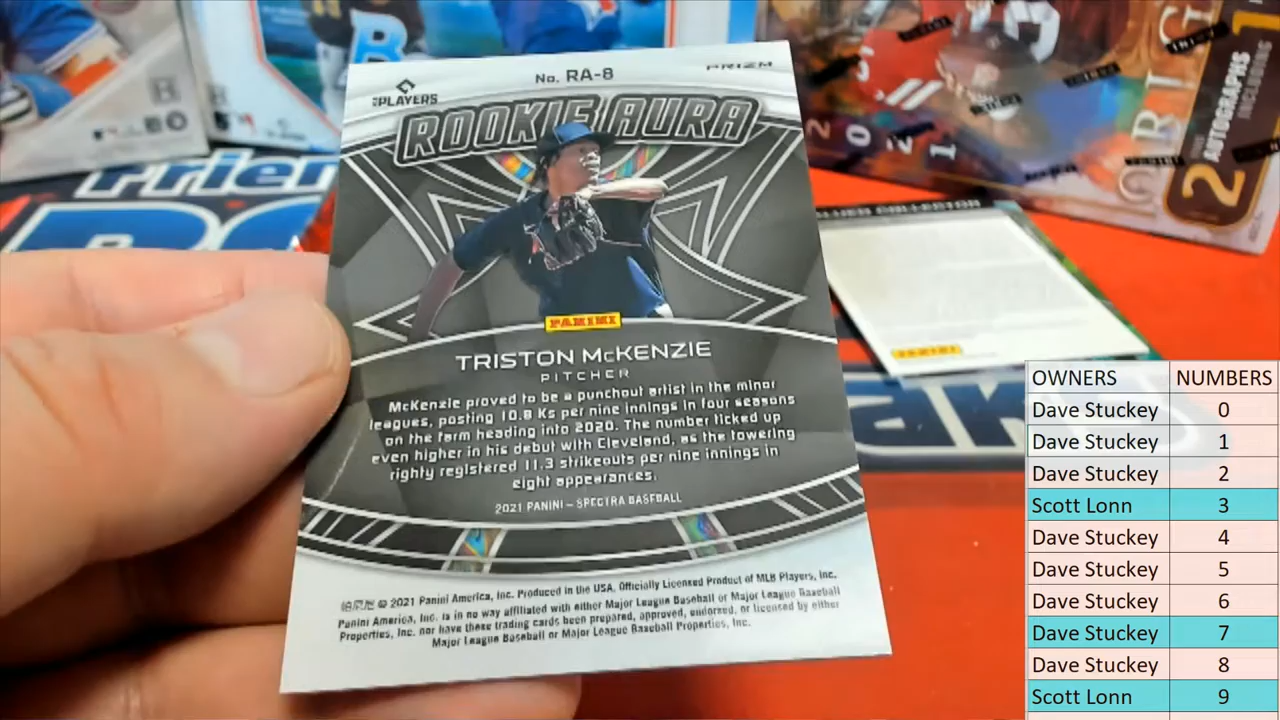 No. RA-8
PRIZM
PLAYERS
ROOKIE AURA
PANINI
TRISTON McKENZIE
PITCHER
McKenzie proved to be a punchout artist in the minor
leagues, posting 10.8 Ks per nine innings in four seasons
on the farm heading into 2020. The number ticked up
even higher in his debut with Cleveland, as the towering
righty registered 11.3 strikeouts per nine innings in
eight appearances.
2021 PANINI – SPECTRA BASEBALL
© 2021 Panini America, Inc. Produced in the USA. Officially Licensed Product of MLB Players, Inc.
Panini America, Inc. is in no way affiliated with either Major League Baseball or Major League Baseball
Properties, Inc. nor have these trading cards been prepared, approved, endorsed, or licensed by either
Major League Baseball or Major League Baseball Properties, Inc.
2021
2
AUTOGRAPHS
PANINI
OWNERS NUMBERS
Dave Stuckey 0
Dave Stuckey 1
Dave Stuckey 2
Scott Lonn 3
Dave Stuckey 4
Dave Stuckey 5
Dave Stuckey 6
Dave Stuckey 7
Dave Stuckey 8
Scott Lonn 9